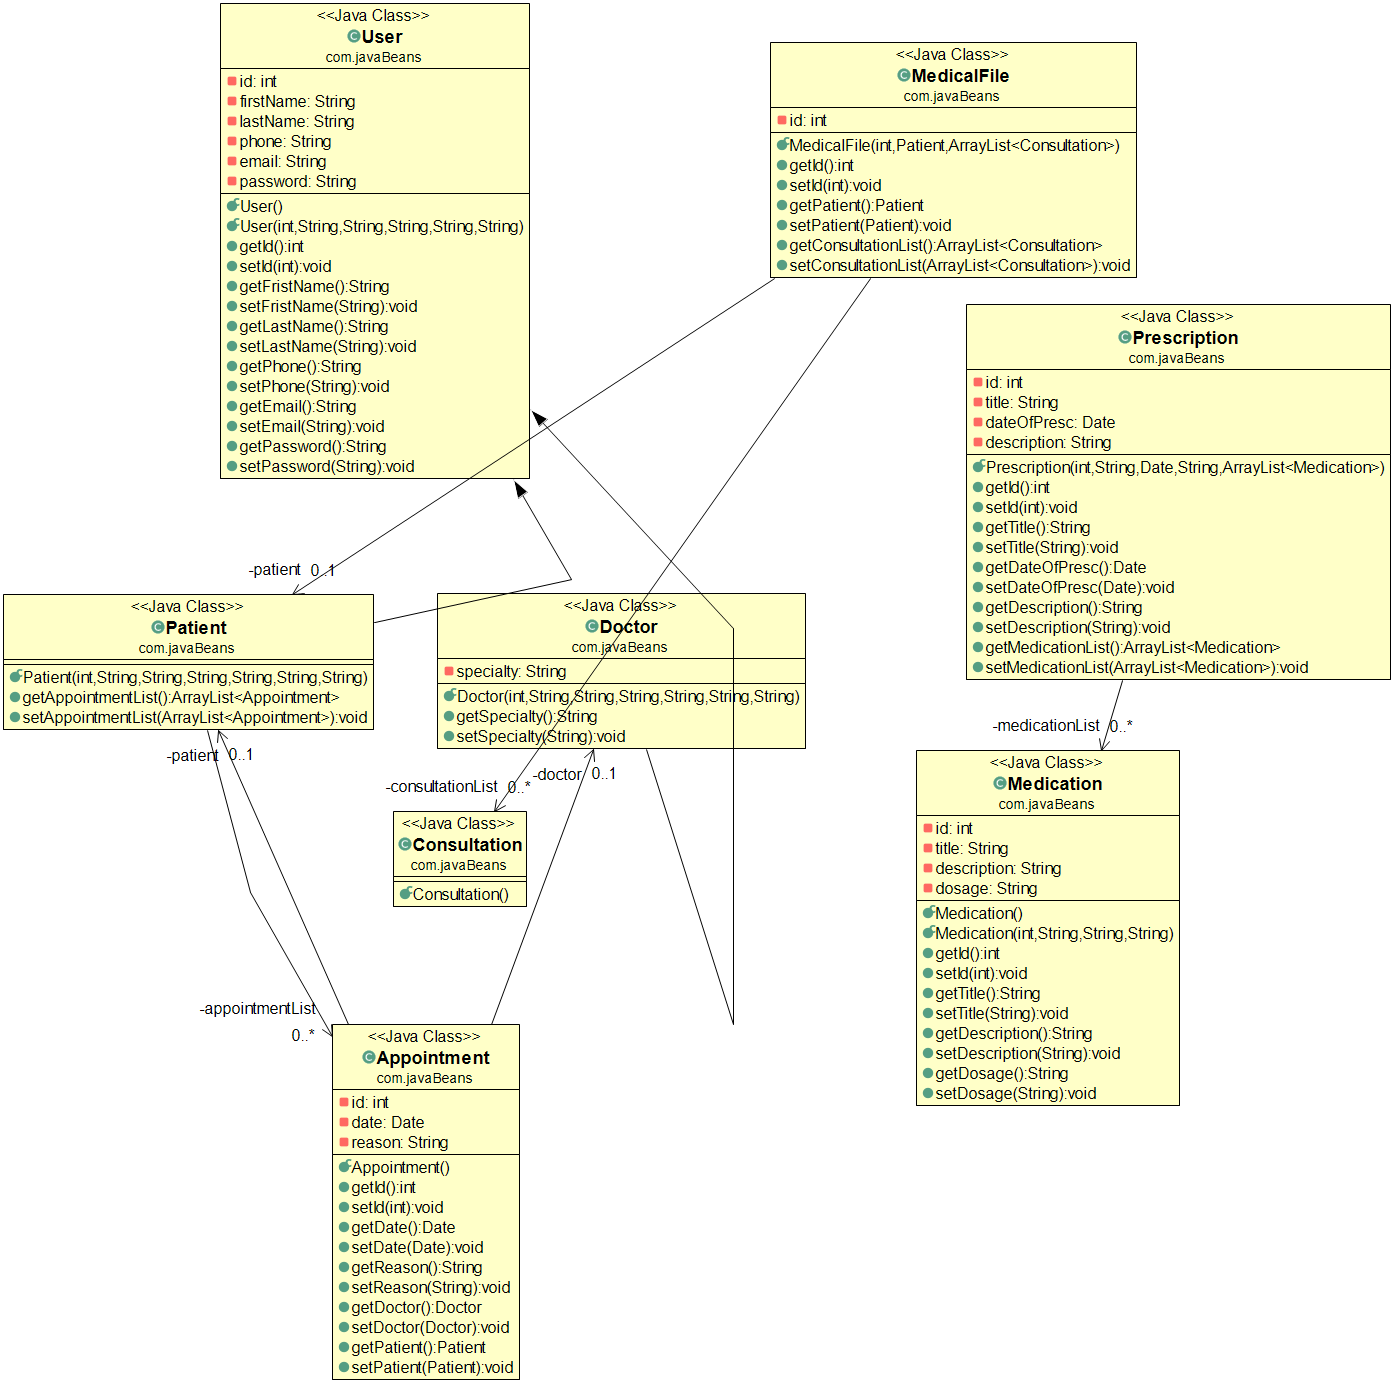 <<Java Class>>
User
com.javaBeans
id: int
firstName: String
lastName: String
phone: String
email: String
password: String
User()
User(int,String,String,String,String,String)
getId():int
setId(int):void
getFristName():String
setFristName(String):void
getLastName():String
setLastName(String):void
getPhone():String
setPhone(String):void
getEmail():String
setEmail(String):void
getPassword():String
setPassword(String):void
<<Java Class>>
MedicalFile
com.javaBeans
id: int
MedicalFile(int,Patient,ArrayList<Consultation>)
getId():int
setId(int):void
getPatient():Patient
setPatient(Patient):void
getConsultationList():ArrayList<Consultation>
setConsultationList(ArrayList<Consultation>):void
<<Java Class>>
Prescription
com.javaBeans
id: int
title: String
dateOfPresc: Date
description: String
Prescription(int,String,Date,String,ArrayList<Medication>)
getId():int
setId(int):void
getTitle():String
setTitle(String):void
getDateOfPresc():Date
setDateOfPresc(Date):void
getDescription():String
setDescription(String):void
getMedicationList():ArrayList<Medication>
setMedicationList(ArrayList<Medication>):void
-patient 0..1
<<Java Class>>
Patient
com.javaBeans
Patient(int,String,String,String,String,String,String)
getAppointmentList():ArrayList<Appointment>
setAppointmentList(ArrayList<Appointment>):void
<<Java Class>>
Doctor
com.javaBeans
specialty: String
Doctor(int,String,String,String,String,String,String)
getSpecialty():String
setSpecialty(String):void
-patient 0..1
-doctor 0..1
-consultationList 0..*
-medicationList 0..*
<<Java Class>>
Consultation
com.javaBeans
Consultation()
<<Java Class>>
Medication
com.javaBeans
id: int
title: String
description: String
dosage: String
Medication()
Medication(int,String,String,String)
getId():int
setId(int):void
getTitle():String
setTitle(String):void
getDescription():String
setDescription(String):void
getDosage():String
setDosage(String):void
-appointmentList
0..*
<<Java Class>>
Appointment
com.javaBeans
id: int
date: Date
reason: String
Appointment()
getId():int
setId(int):void
getDate():Date
setDate(Date):void
getReason():String
setReason(String):void
getDoctor():Doctor
setDoctor(Doctor):void
getPatient():Patient
setPatient(Patient):void